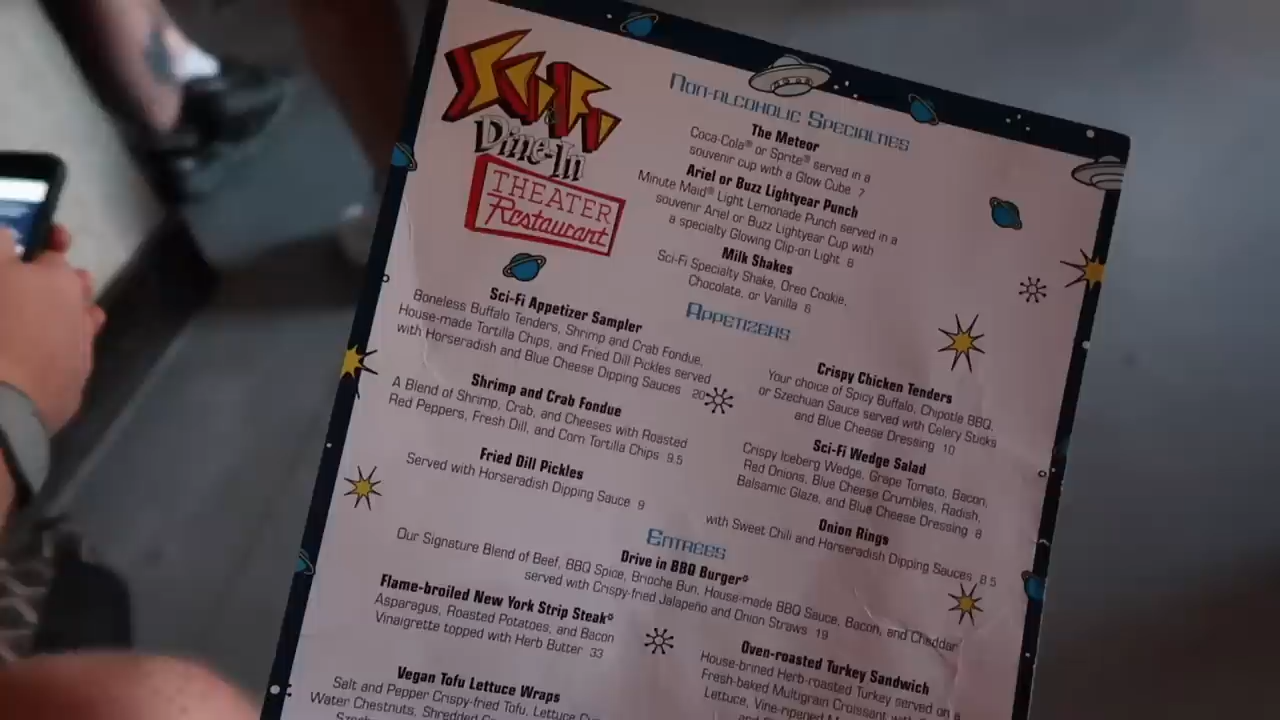 Sci-Fi
Dine-In
THEATER
Restaurant
Non-alcoholic Specialties
The Meteor
Coca-Cola® or Sprite® served in a
souvenir cup with a Glow Cube 7
Ariel or Buzz Lightyear Punch
Minute Maid® Light Lemonade Punch served in a
souvenir Ariel or Buzz Lightyear Cup with
a specialty Glowing Clip-on Light 8
Milk Shakes
Sci-Fi Specialty Shake, Oreo Cookie,
Chocolate, or Vanilla 6
Appetizers
Sci-Fi Appetizer Sampler
Boneless Buffalo Tenders, Shrimp and Crab Fondue,
House-made Tortilla Chips, and Fried Dill Pickles served
with Horseradish and Blue Cheese Dipping Sauces 20
Shrimp and Crab Fondue
A Blend of Shrimp, Crab, and Cheeses with Roasted
Red Peppers, Fresh Dill, and Corn Tortilla Chips 9.5
Fried Dill Pickles
Served with Horseradish Dipping Sauce 9
Crispy Chicken Tenders
Your choice of Spicy Buffalo, Chipotle BBQ,
or Szechuan Sauce served with Celery Sticks
and Blue Cheese Dressing 10
Sci-Fi Wedge Salad
Crispy Iceberg Wedge, Grape Tomato, Bacon,
Red Onions, Blue Cheese Crumbles, Radish,
Balsamic Glaze, and Blue Cheese Dressing 8
Onion Rings
with Sweet Chili and Horseradish Dipping Sauces 8.5
Entrées
Drive in BBQ Burger*
Our Signature Blend of Beef, BBQ Spice, Brioche Bun, House-made BBQ Sauce, Bacon, and Cheddar
served with Crispy-fried Jalapeño and Onion Straws 19
Flame-broiled New York Strip Steak*
Asparagus, Roasted Potatoes, and Bacon
Vinaigrette topped with Herb Butter 33
Oven-roasted Turkey Sandwich
House-brined Herb-roasted Turkey served on a
Fresh-baked Multigrain Croissant with
Lettuce, Vine-ripened
Vegan Tofu Lettuce Wraps
Salt and Pepper Crispy-fried Tofu, Lettuce
Water Chestnuts, Shredded